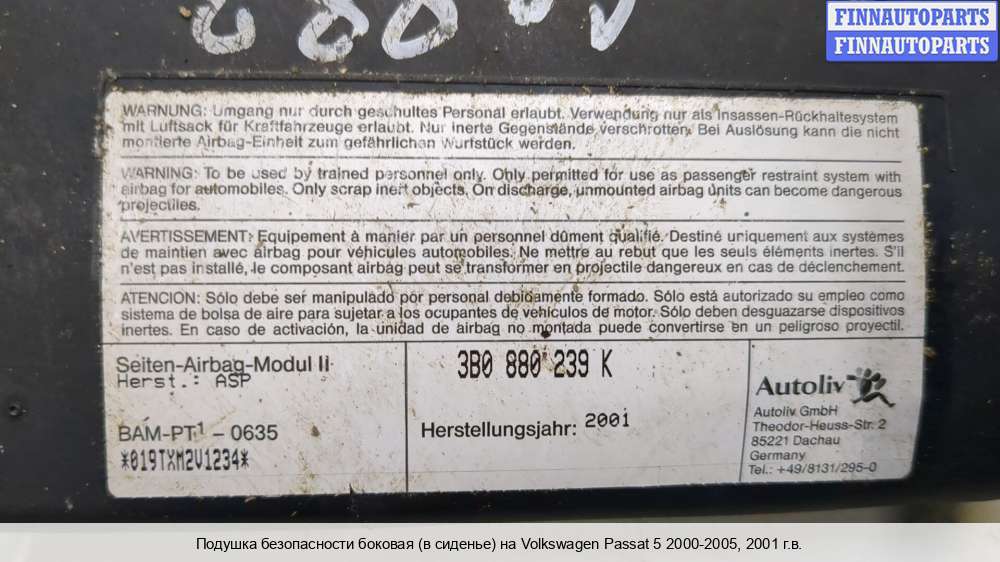 FINNAUTOPARTS
FINNAUTOPARTS
WARNUNG: Umgang nur durch geschultes Personal erlaubt. Verwendung nur als Insassen-Rückhaltesystem
mit Luftsack für Kraftfahrzeuge erlaubt. Nur inerte Gegenstände verschrotten. Bei Auslösung kann die nicht
montierte Airbag-Einheit zum gefährlichen Wurfstück werden.
WARNING: To be used by trained personnel only. Only permitted for use as passenger restraint system with
airbag for automobiles. Only scrap inert objects. On discharge, unmounted airbag units can become dangerous
projectiles.
AVERTISSEMENT: Equipement à manier par un personnel dûment qualifié. Destiné uniquement aux systèmes
de maintien avec airbag pour véhicules automobiles. Ne mettre au rebut que les seuls éléments inertes. S'il
n'est pas installé, le composant airbag peut se transformer en projectile dangereux en cas de déclenchement.
ATENCION: Sólo debe ser manipulado por personal debidamente formado. Sólo está autorizado su empleo como
sistema de bolsa de aire para sujetar a los ocupantes de vehículos de motor. Sólo deben desguazarse dispositivos
inertes. En caso de activación, la unidad de airbag no montada puede convertirse en un peligroso proyectil.
Seiten-Airbag-Modul II
Herst.: ASP
BAM-PT1 - 0635
*019TXM2V1234*
3B0 880 239 K
Herstellungsjahr: 2001
Autoliv
Autoliv GmbH
Theodor-Heuss-Str. 2
85221 Dachau
Germany
Tel.: +49/8131/295-0
Подушка безопасности боковая (в сиденье) на Volkswagen Passat 5 2000-2005, 2001 г.в.